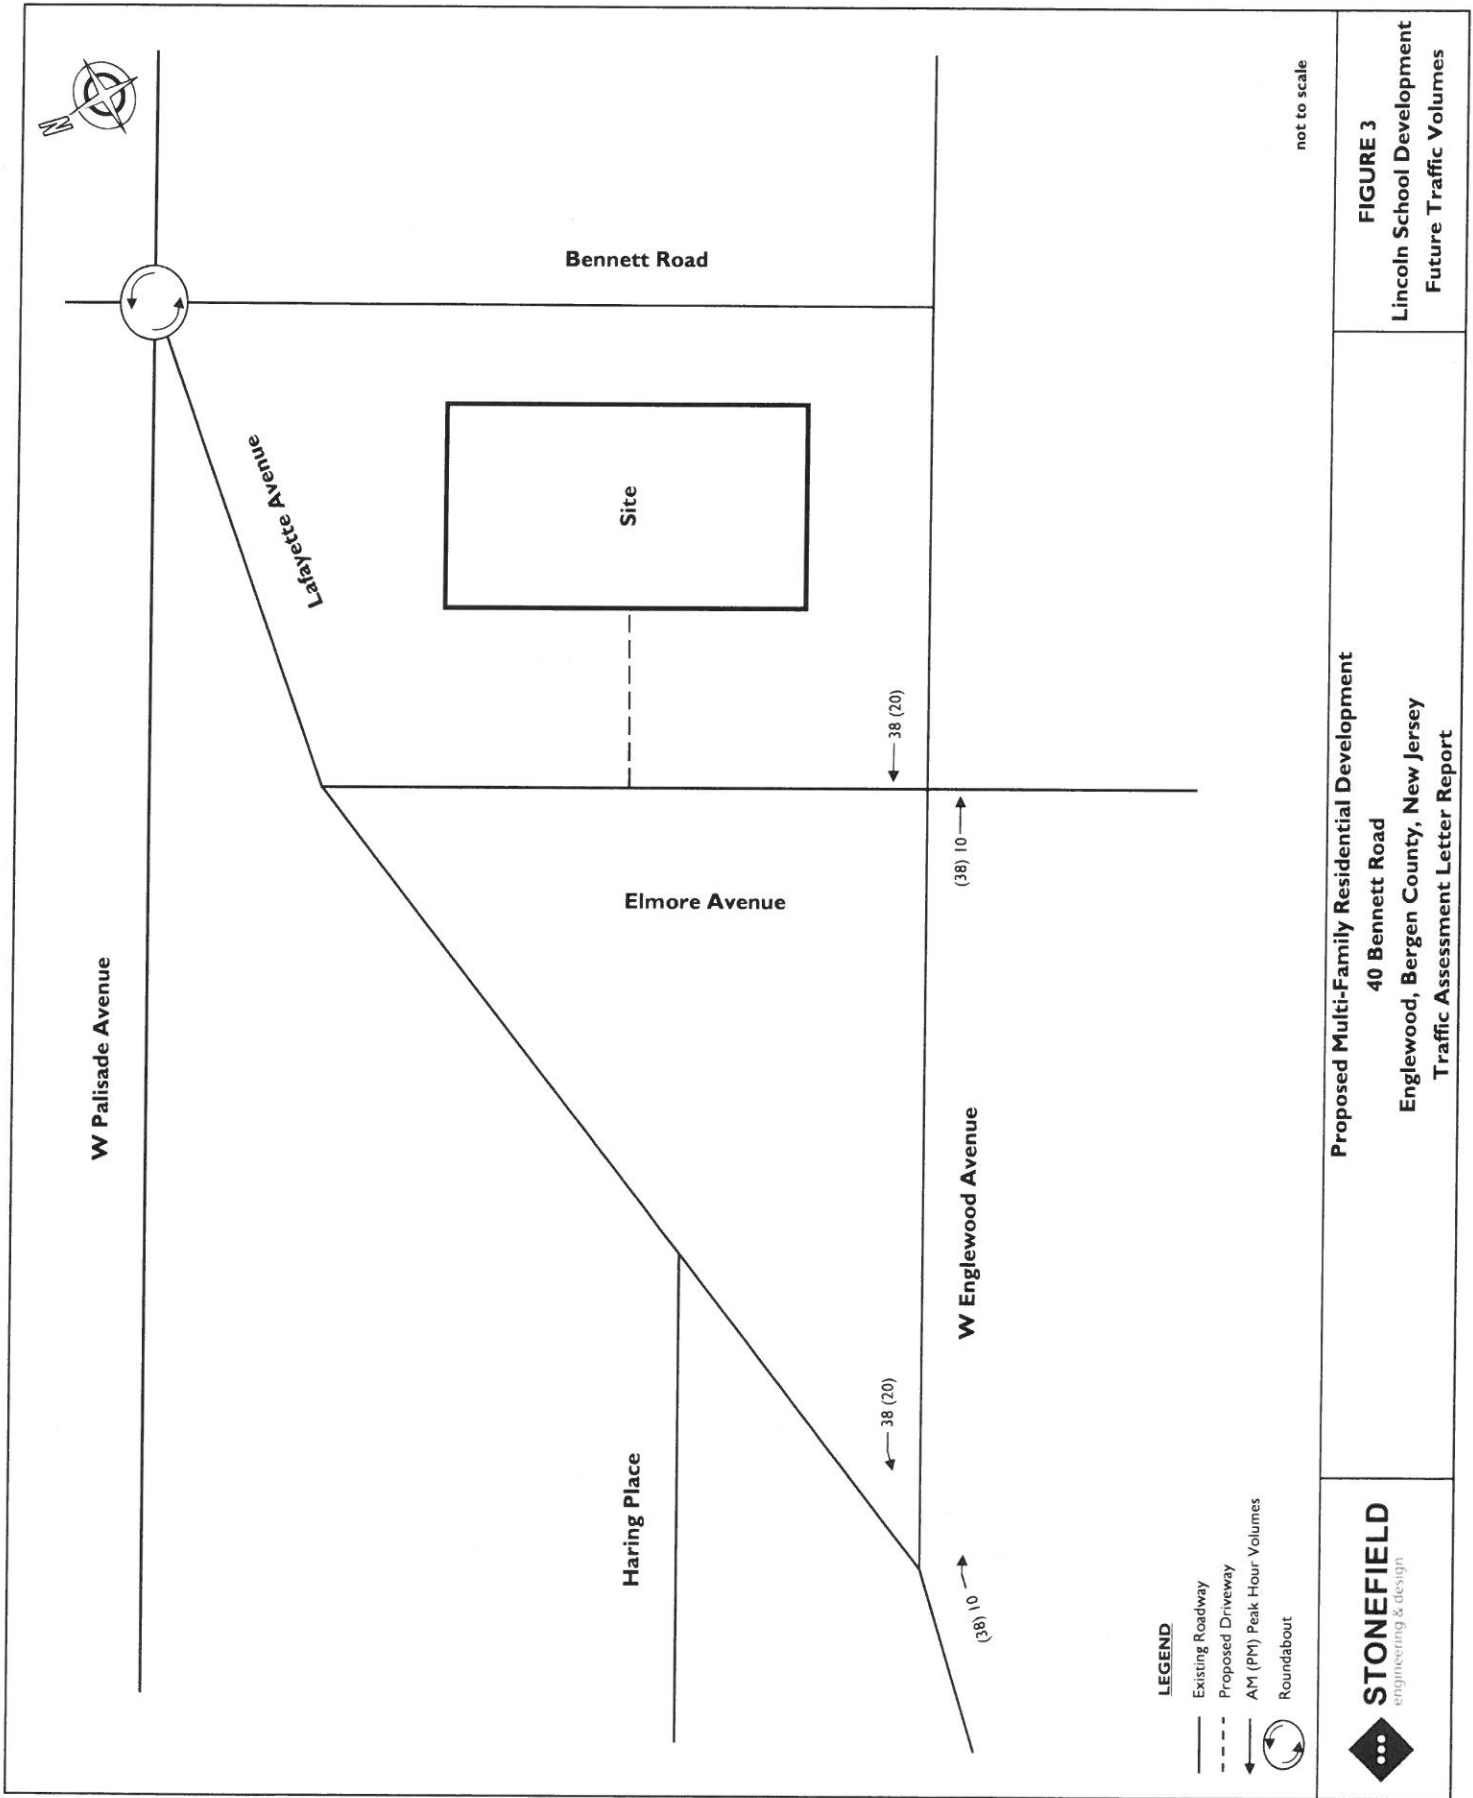 N
W Palisade Avenue
Lafayette Avenue
Bennett Road
Site
Elmore Avenue
Haring Place
W Englewood Avenue
38 (20)
(38) 10
38 (20)
(38) 10
not to scale
LEGEND
Existing Roadway
Proposed Driveway
AM (PM) Peak Hour Volumes
Roundabout
STONEFIELD
engineering & design
Proposed Multi-Family Residential Development
40 Bennett Road
Englewood, Bergen County, New Jersey
Traffic Assessment Letter Report
FIGURE 3
Lincoln School Development
Future Traffic Volumes